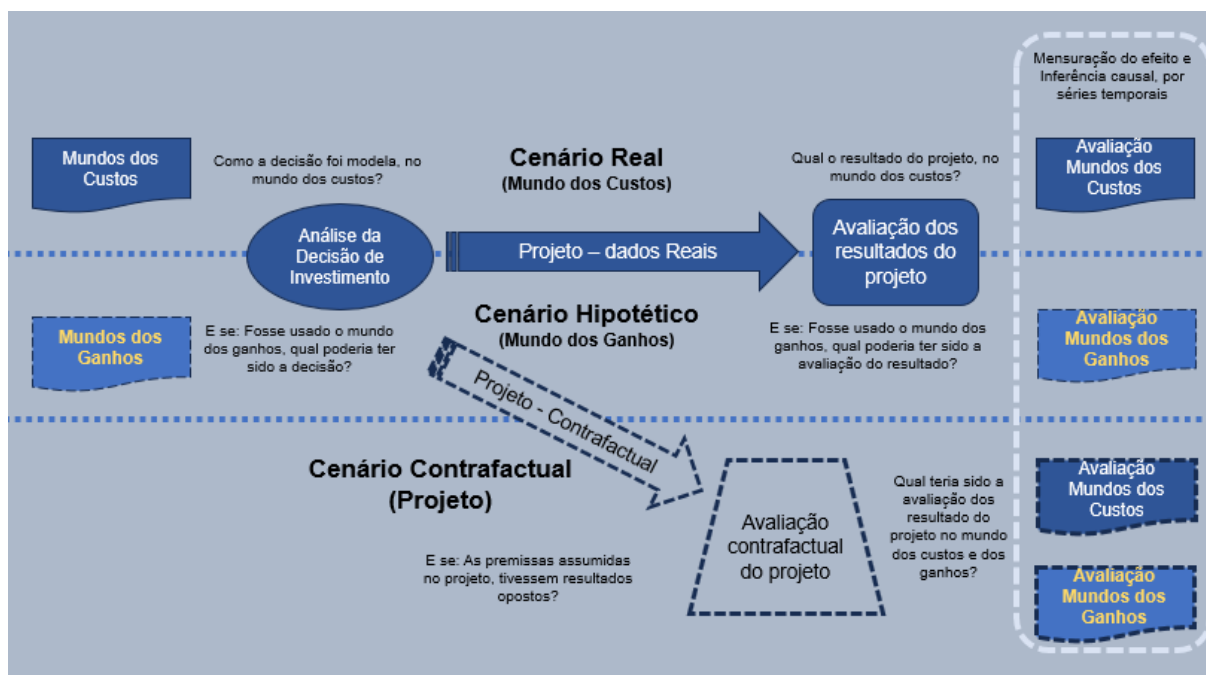 Mensuração do efeito e
Inferência causal, por
séries temporais
Mundos dos
Custos
Como a decisão foi modela, no
mundo dos custos?
Cenário Real
(Mundo dos Custos)
Qual o resultado do projeto, no
mundo dos custos?
Avaliação
Mundos dos
Custos
Análise da
Decisão de
Investimento
Projeto – dados Reais
Avaliação dos
resultados do
projeto
Mundos dos
Ganhos
E se: Fosse usado o mundo
dos ganhos, qual poderia ter
sido a decisão?
Cenário Hipotético
(Mundo dos Ganhos)
E se: Fosse usado o mundo dos
ganhos, qual poderia ter sido a
avaliação do resultado?
Avaliação
Mundos dos
Ganhos
Projeto - Contrafactual
Cenário Contrafactual
(Projeto)
E se: As premissas assumidas
no projeto, tivessem resultados
opostos?
Avaliação
contrafactual
do projeto
Qual teria sido a
avaliação dos
resultado do
projeto no mundo
dos custos e dos
ganhos?
Avaliação
Mundos dos
Custos
Avaliação
Mundos dos
Ganhos